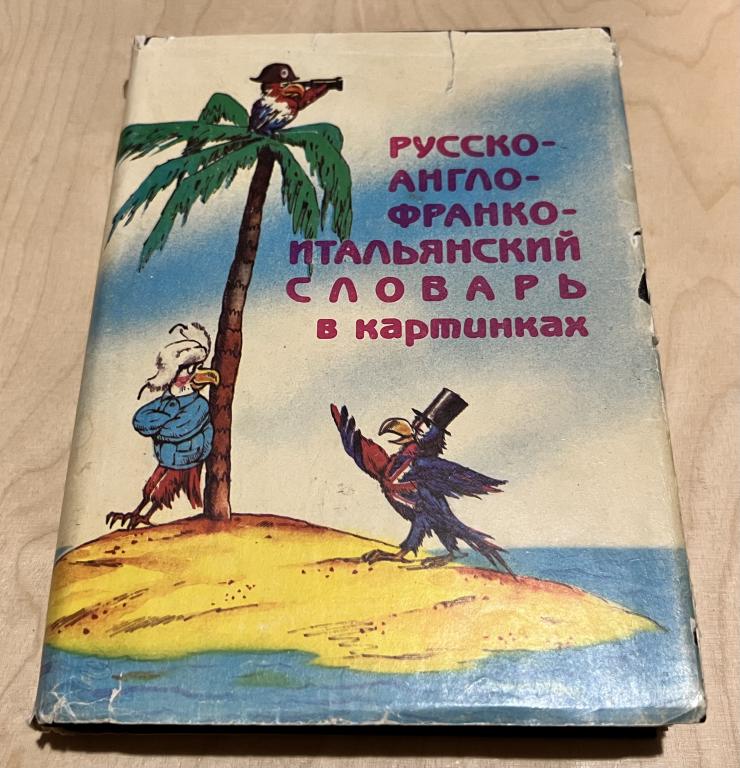 РУССКО-
АНГЛО-
ФРАНКО-
ИТАЛЬЯНСКИЙ
СЛОВАРЬ
в картинках